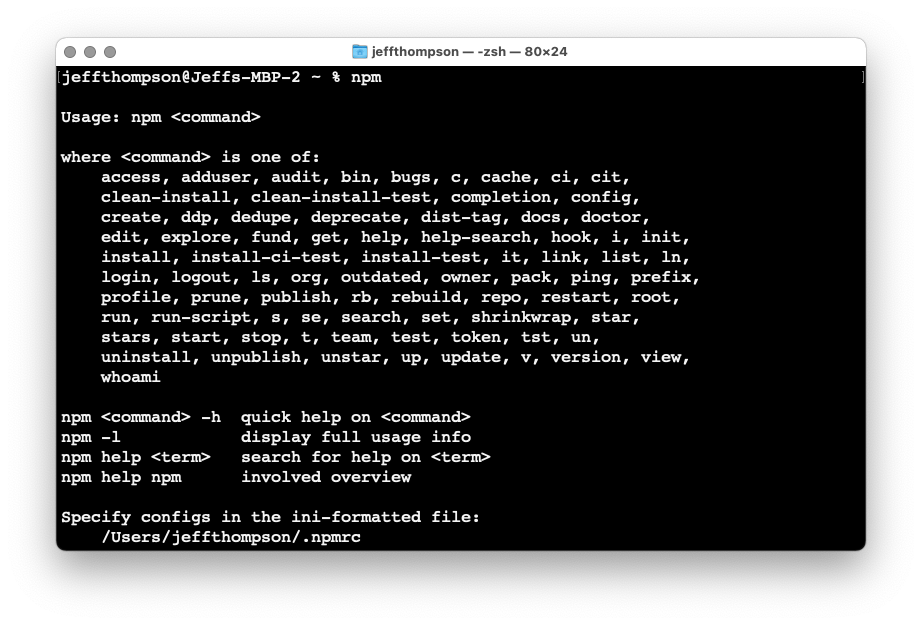 jeffthompson — -zsh — 80×24
[jeffthompson@Jeffs-MBP-2 ~ % npm ]

Usage: npm <command>

where <command> is one of:
    access, adduser, audit, bin, bugs, c, cache, ci, cit,
    clean-install, clean-install-test, completion, config,
    create, ddp, dedupe, deprecate, dist-tag, docs, doctor,
    edit, explore, fund, get, help, help-search, hook, i, init,
    install, install-ci-test, install-test, it, link, list, ln,
    login, logout, ls, org, outdated, owner, pack, ping, prefix,
    profile, prune, publish, rb, rebuild, repo, restart, root,
    run, run-script, s, se, search, set, shrinkwrap, star,
    stars, start, stop, t, team, test, token, tst, un,
    uninstall, unpublish, unstar, up, update, v, version, view,
    whoami

npm <command> -h  quick help on <command>
npm -l            display full usage info
npm help <term>   search for help on <term>
npm help npm      involved overview

Specify configs in the ini-formatted file:
    /Users/jeffthompson/.npmrc